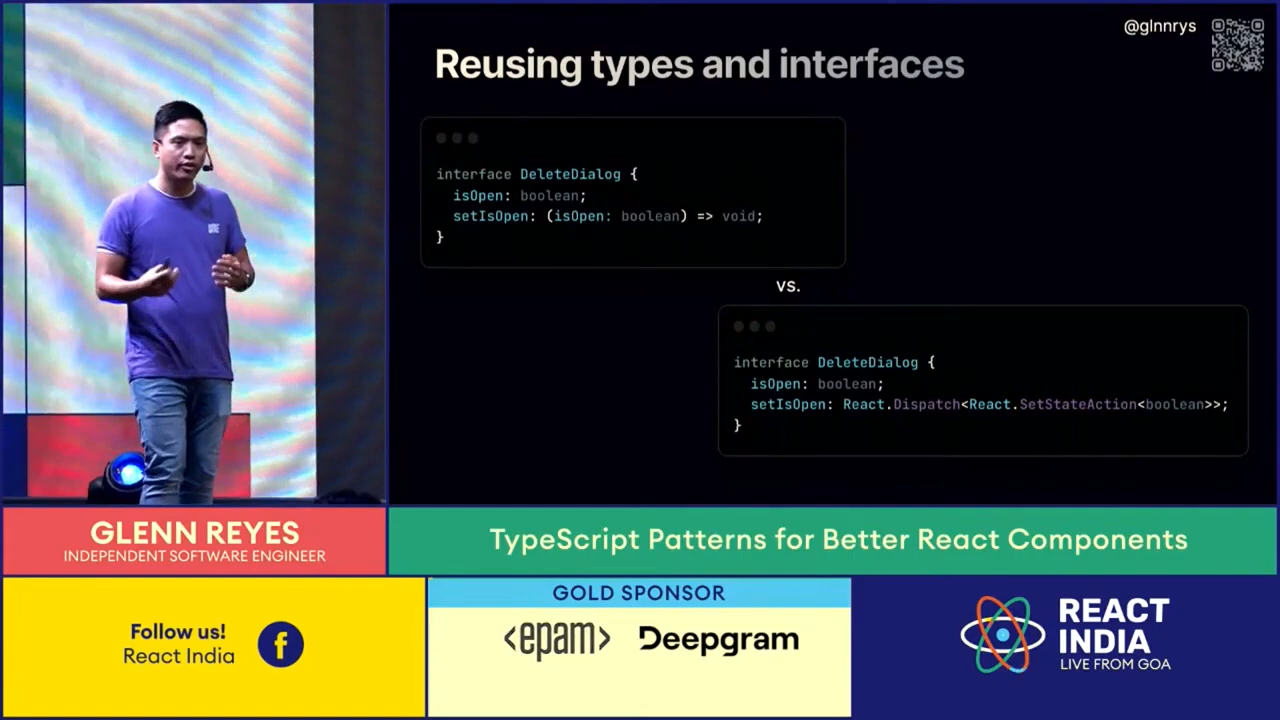 @glnnrys
Reusing types and interfaces
interface DeleteDialog {
isOpen: boolean;
setIsOpen: (isOpen: boolean) => void;
}
vs.
interface DeleteDialog {
isOpen: boolean;
setIsOpen: React.Dispatch<React.SetStateAction<boolean>>;
}
GLENN REYES
INDEPENDENT SOFTWARE ENGINEER
TypeScript Patterns for Better React Components
Follow us!
React India
GOLD SPONSOR
<epam>
Deepgram
REACT
INDIA
LIVE FROM GOA